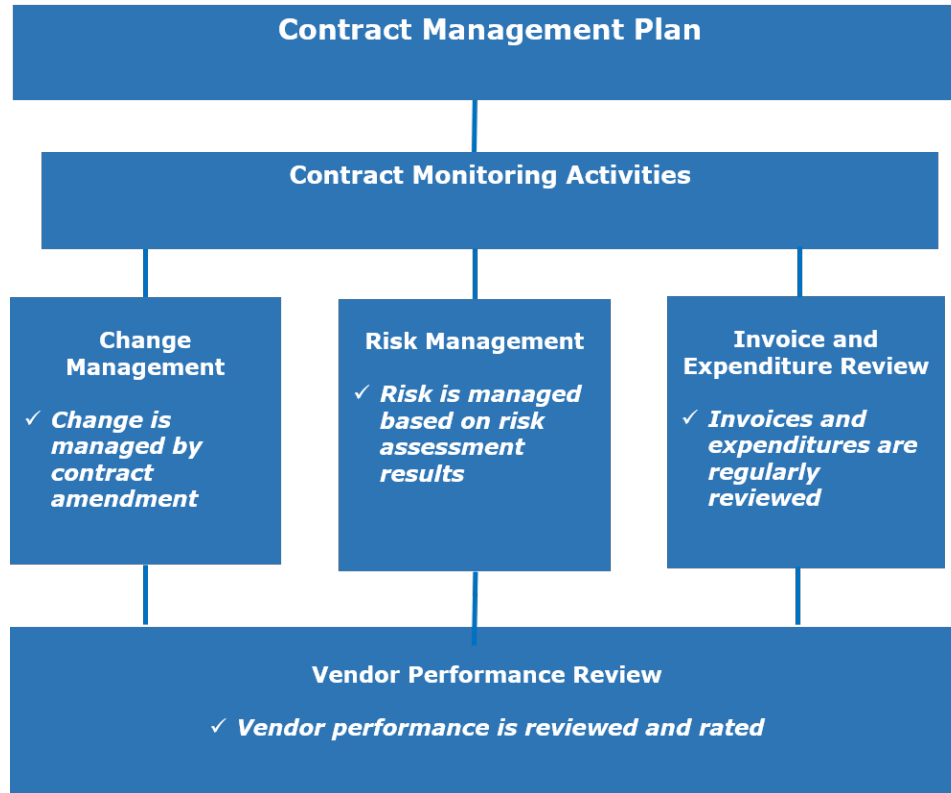 Contract Management Plan
Contract Monitoring Activities
Change
Management
✓ Change is
managed by
contract
amendment
Risk Management
✓ Risk is managed
based on risk
assessment
results
Invoice and
Expenditure Review
✓ Invoices and
expenditures are
regularly
reviewed
Vendor Performance Review
✓ Vendor performance is reviewed and rated